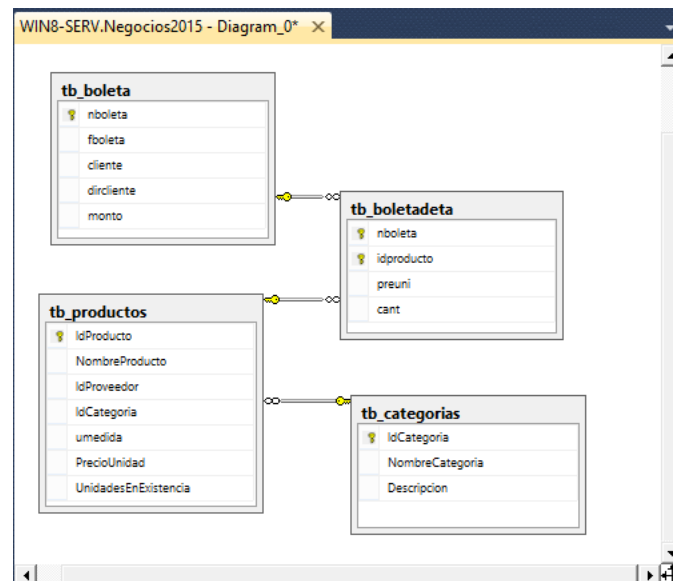 WIN8-SERV.Negocios2015 - Diagram_0*
tb_boleta
nboleta
fboleta
cliente
dircliente
monto
tb_boletadeta
nboleta
idproducto
preuni
cant
tb_productos
IdProducto
NombreProducto
IdProveedor
IdCategoria
umedida
PrecioUnidad
UnidadesEnExistencia
tb_categorias
IdCategoria
NombreCategoria
Descripcion